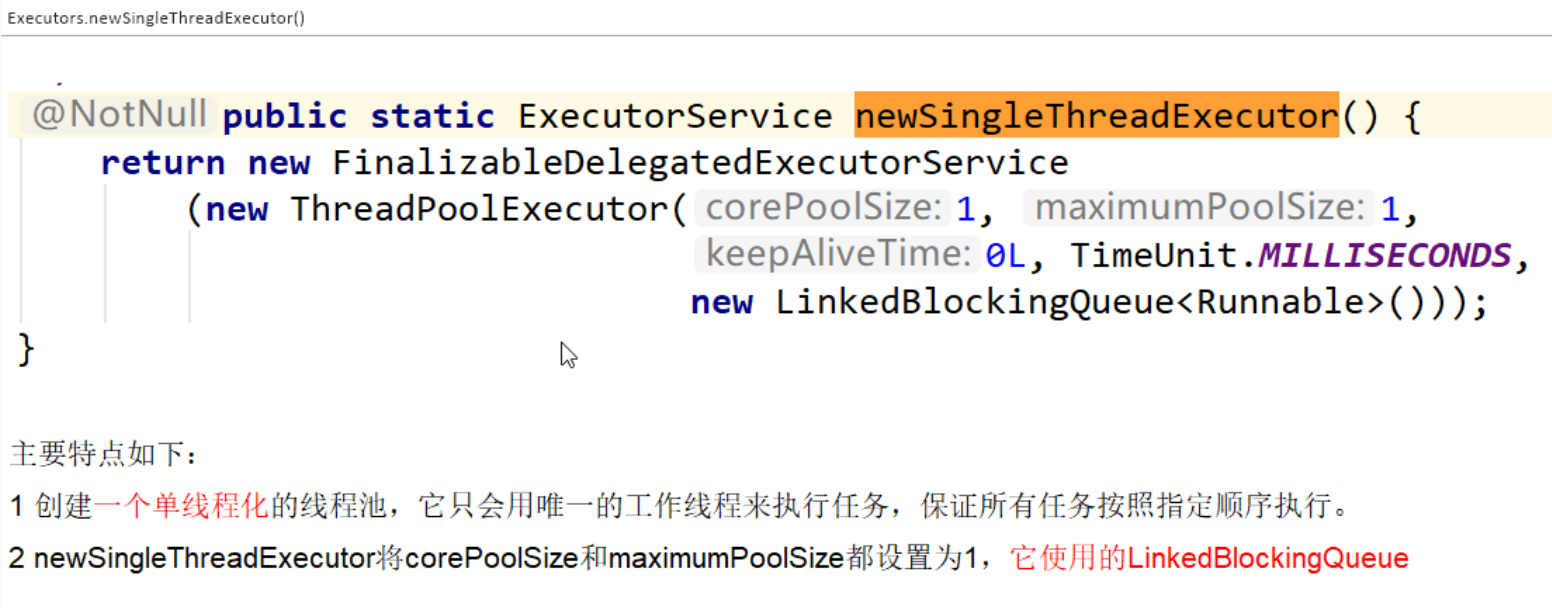 Executors.newSingleThreadExecutor()
@NotNull public static ExecutorService newSingleThreadExecutor() {
return new FinalizableDelegatedExecutorService
(new ThreadPoolExecutor( corePoolSize: 1, maximumPoolSize: 1,
keepAliveTime: 0L, TimeUnit.MILLISECONDS,
new LinkedBlockingQueue<Runnable>()));
}
主要特点如下：
1 创建一个单线程化的线程池，它只会用唯一的工作线程来执行任务，保证所有任务按照指定顺序执行。
2 newSingleThreadExecutor将corePoolSize和maximumPoolSize都设置为1，它使用的LinkedBlockingQueue